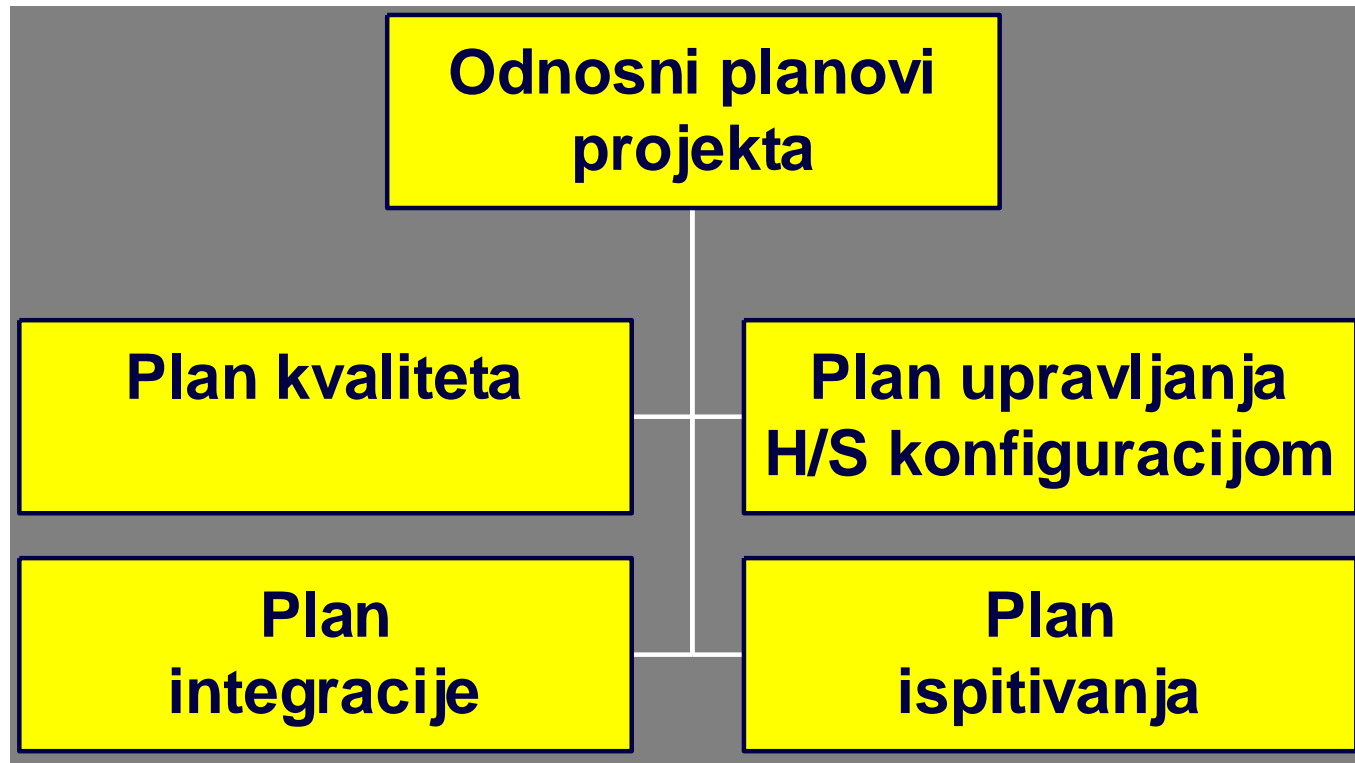 Odnosni planovi
projekta
Plan kvaliteta
Plan upravljanja
H/S konfiguracijom
Plan
integracije
Plan
ispitivanja